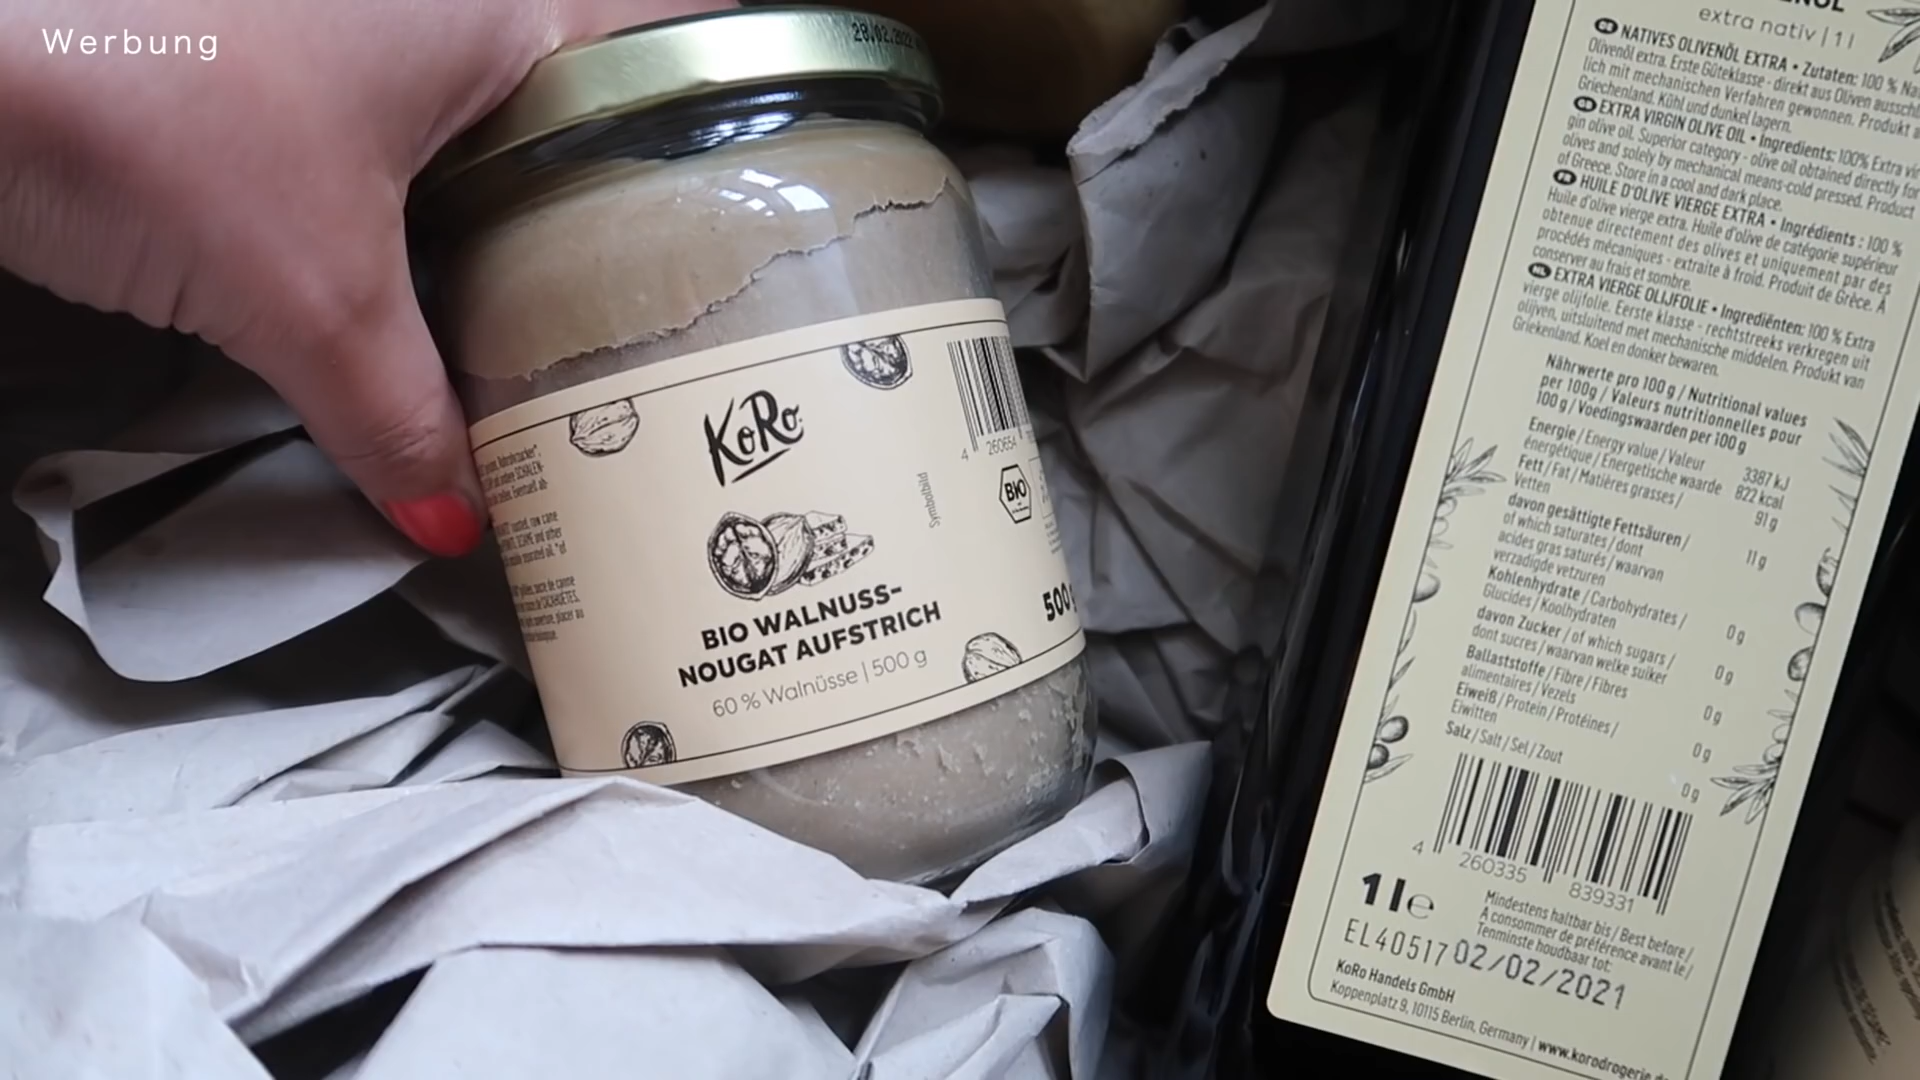 Werbung
28.02.2022
KoRo
Symbolbild
BIO
BIO WALNUSS-
NOUGAT AUFSTRICH
60 % Walnüsse | 500 g
500 g
4 260654
extra nativ | 1 l
DE NATIVES OLIVENÖL EXTRA • Zutaten: 100 %
Olivenöl extra. Erste Güteklasse - direkt aus Oliven
lich mit mechanischen Verfahren gewonnen. Produkt
Griechenland. Kühl und dunkel lagern.
GB EXTRA VIRGIN OLIVE OIL • Ingredients: 100% Extra
gin olive oil. Superior category - olive oil obtained directly
olives and solely by mechanical means-cold pressed. Product
of Greece. Store in a cool and dark place.
FR HUILE D'OLIVE VIERGE EXTRA • Ingrédients : 100 %
Huile d'olive vierge extra. Huile d'olive de catégorie supérieur
obtenue directement des olives et uniquement par des
procédés mécaniques - extraite à froid. Produit de Grèce. À
conserver au frais et sombre.
NL EXTRA VIERGE OLIJFOLIE • Ingrediënten: 100 % Extra
vierge olijfolie. Eerste klasse - rechtstreeks verkregen uit
olijven, uitsluitend met mechanische middelen. Produkt van
Griekenland. Koel en donker bewaren.
Nährwerte pro 100 g / Nutritional values
per 100g / Valeurs nutritionnelles pour
100 g / Voedingswaarden per 100 g
Energie / Energy value / Valeur
énergétique / Energetische waarde 3387 kJ
822 kcal
Fett / Fat / Matières grasses /
Vetten 91 g
davon gesättigte Fettsäuren /
of which saturates / dont
acides gras saturés / waarvan
verzadigde vetzuren 11 g
Kohlenhydrate / Carbohydrates /
Glucides / Koolhydraten 0 g
davon Zucker / of which sugars /
dont sucres / waarvan welke suiker 0 g
Ballaststoffe / Fibre / Fibres
alimentaires / Vezels 0 g
Eiweiß / Protein / Protéines /
Eiwitten 0 g
Salz / Salt / Sel / Zout 0 g
4 260335 839331
1 l e
Mindestens haltbar bis / Best before /
À consommer de préférence avant le /
Tenminste houdbaar tot:
EL40517 02/02/2021
KoRo Handels GmbH
Koppenplatz 9, 10115 Berlin, Germany | www.korodrogerie.de